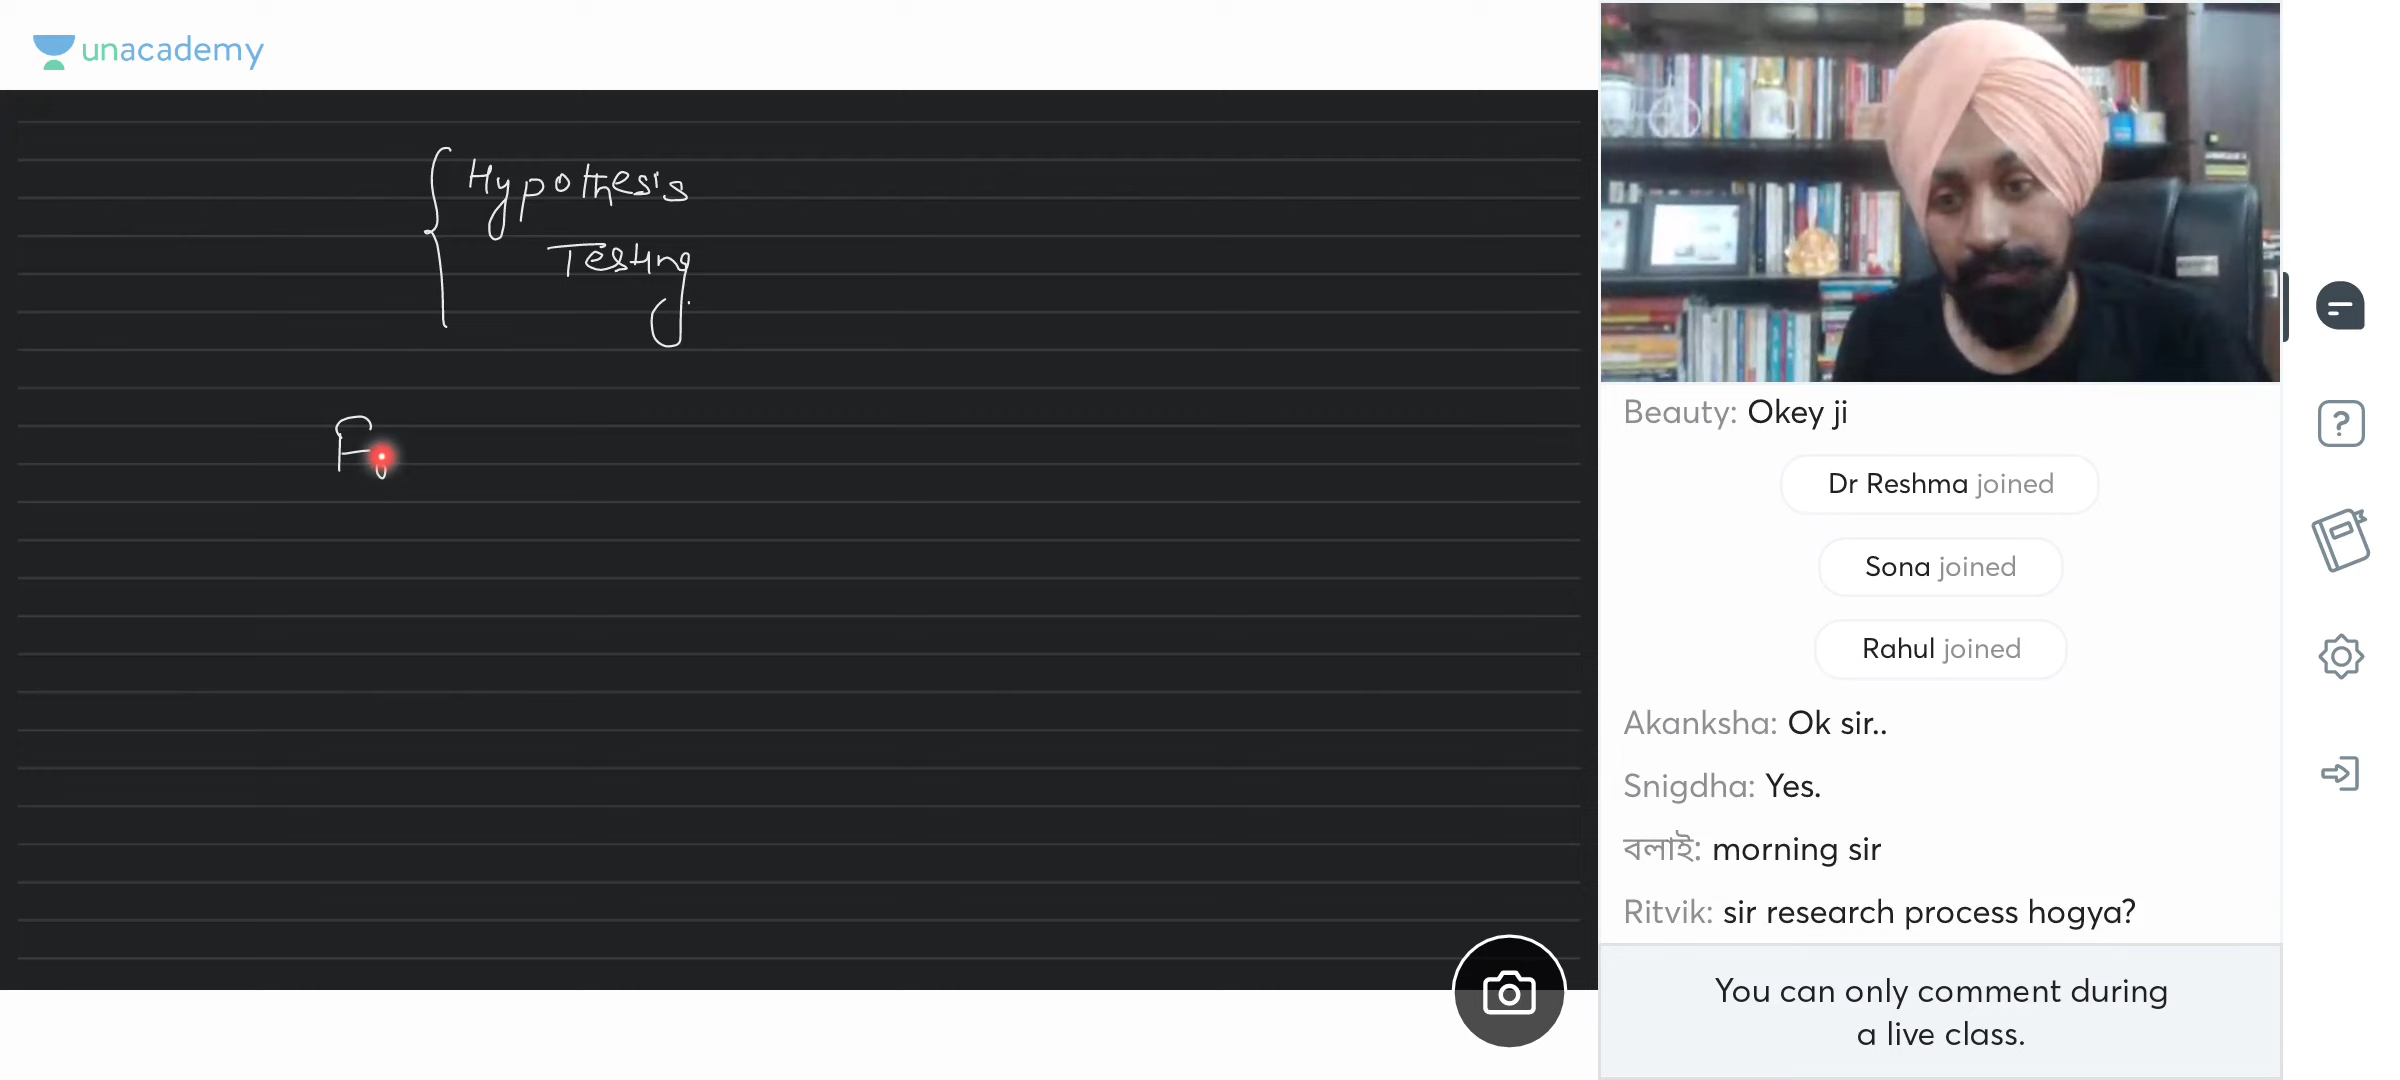 unacademy
Hypothesis
Testing
Beauty: Okey ji
Dr Reshma joined
Sona joined
Rahul joined
Akanksha: Ok sir..
Snigdha: Yes.
বলাই: morning sir
Ritvik: sir research process hogya?
You can only comment during
a live class.